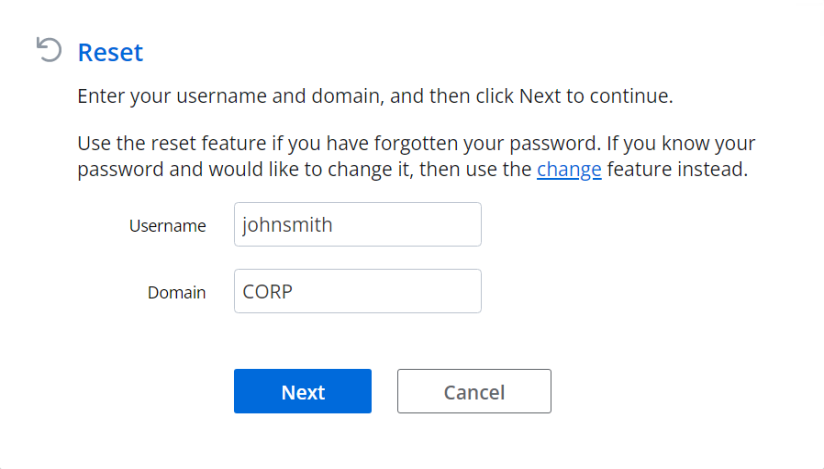 Reset
Enter your username and domain, and then click Next to continue.
Use the reset feature if you have forgotten your password. If you know your
password and would like to change it, then use the change feature instead.
Username johnsmith
Domain CORP
Next Cancel